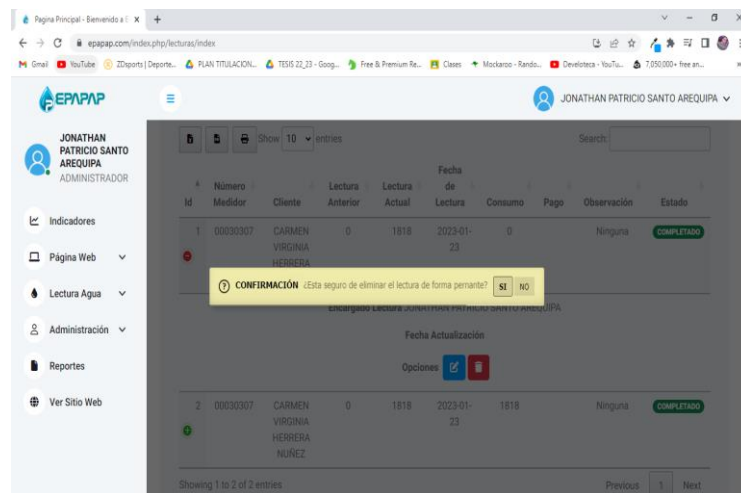 Pagina Principal - Bienvenido a E
epapap.com/index.php/lecturas/index
Gmail YouTube ZDsports | Deporte... PLAN TITULACION... TESIS 22_23 - Goog... Free & Premium Re... Clases Mockaroo - Rando... Develoteca - YouTu... 7,050,000+ free an...
EPAPAP
JONATHAN PATRICIO SANTO AREQUIPA
JONATHAN
PATRICIO SANTO
AREQUIPA
ADMINISTRADOR
Indicadores
Página Web
Lectura Agua
Administración
Reportes
Ver Sitio Web
Show 10 entries
Search:
Id Número Medidor Cliente Lectura Anterior Lectura Actual Fecha de Lectura Consumo Pago Observación Estado
1 00030307 CARMEN VIRGINIA HERRERA 0 1818 2023-01-23 0 Ninguna COMPLETADO
CONFIRMACIÓN ¿Esta seguro de eliminar el lectura de forma pernante? SI NO
Encargado Lectura JONATHAN PATRICIO SANTO AREQUIPA
Fecha Actualización
Opciones
2 00030307 CARMEN VIRGINIA HERRERA NUÑEZ 0 1818 2023-01-23 1818 Ninguna COMPLETADO
Showing 1 to 2 of 2 entries
Previous 1 Next